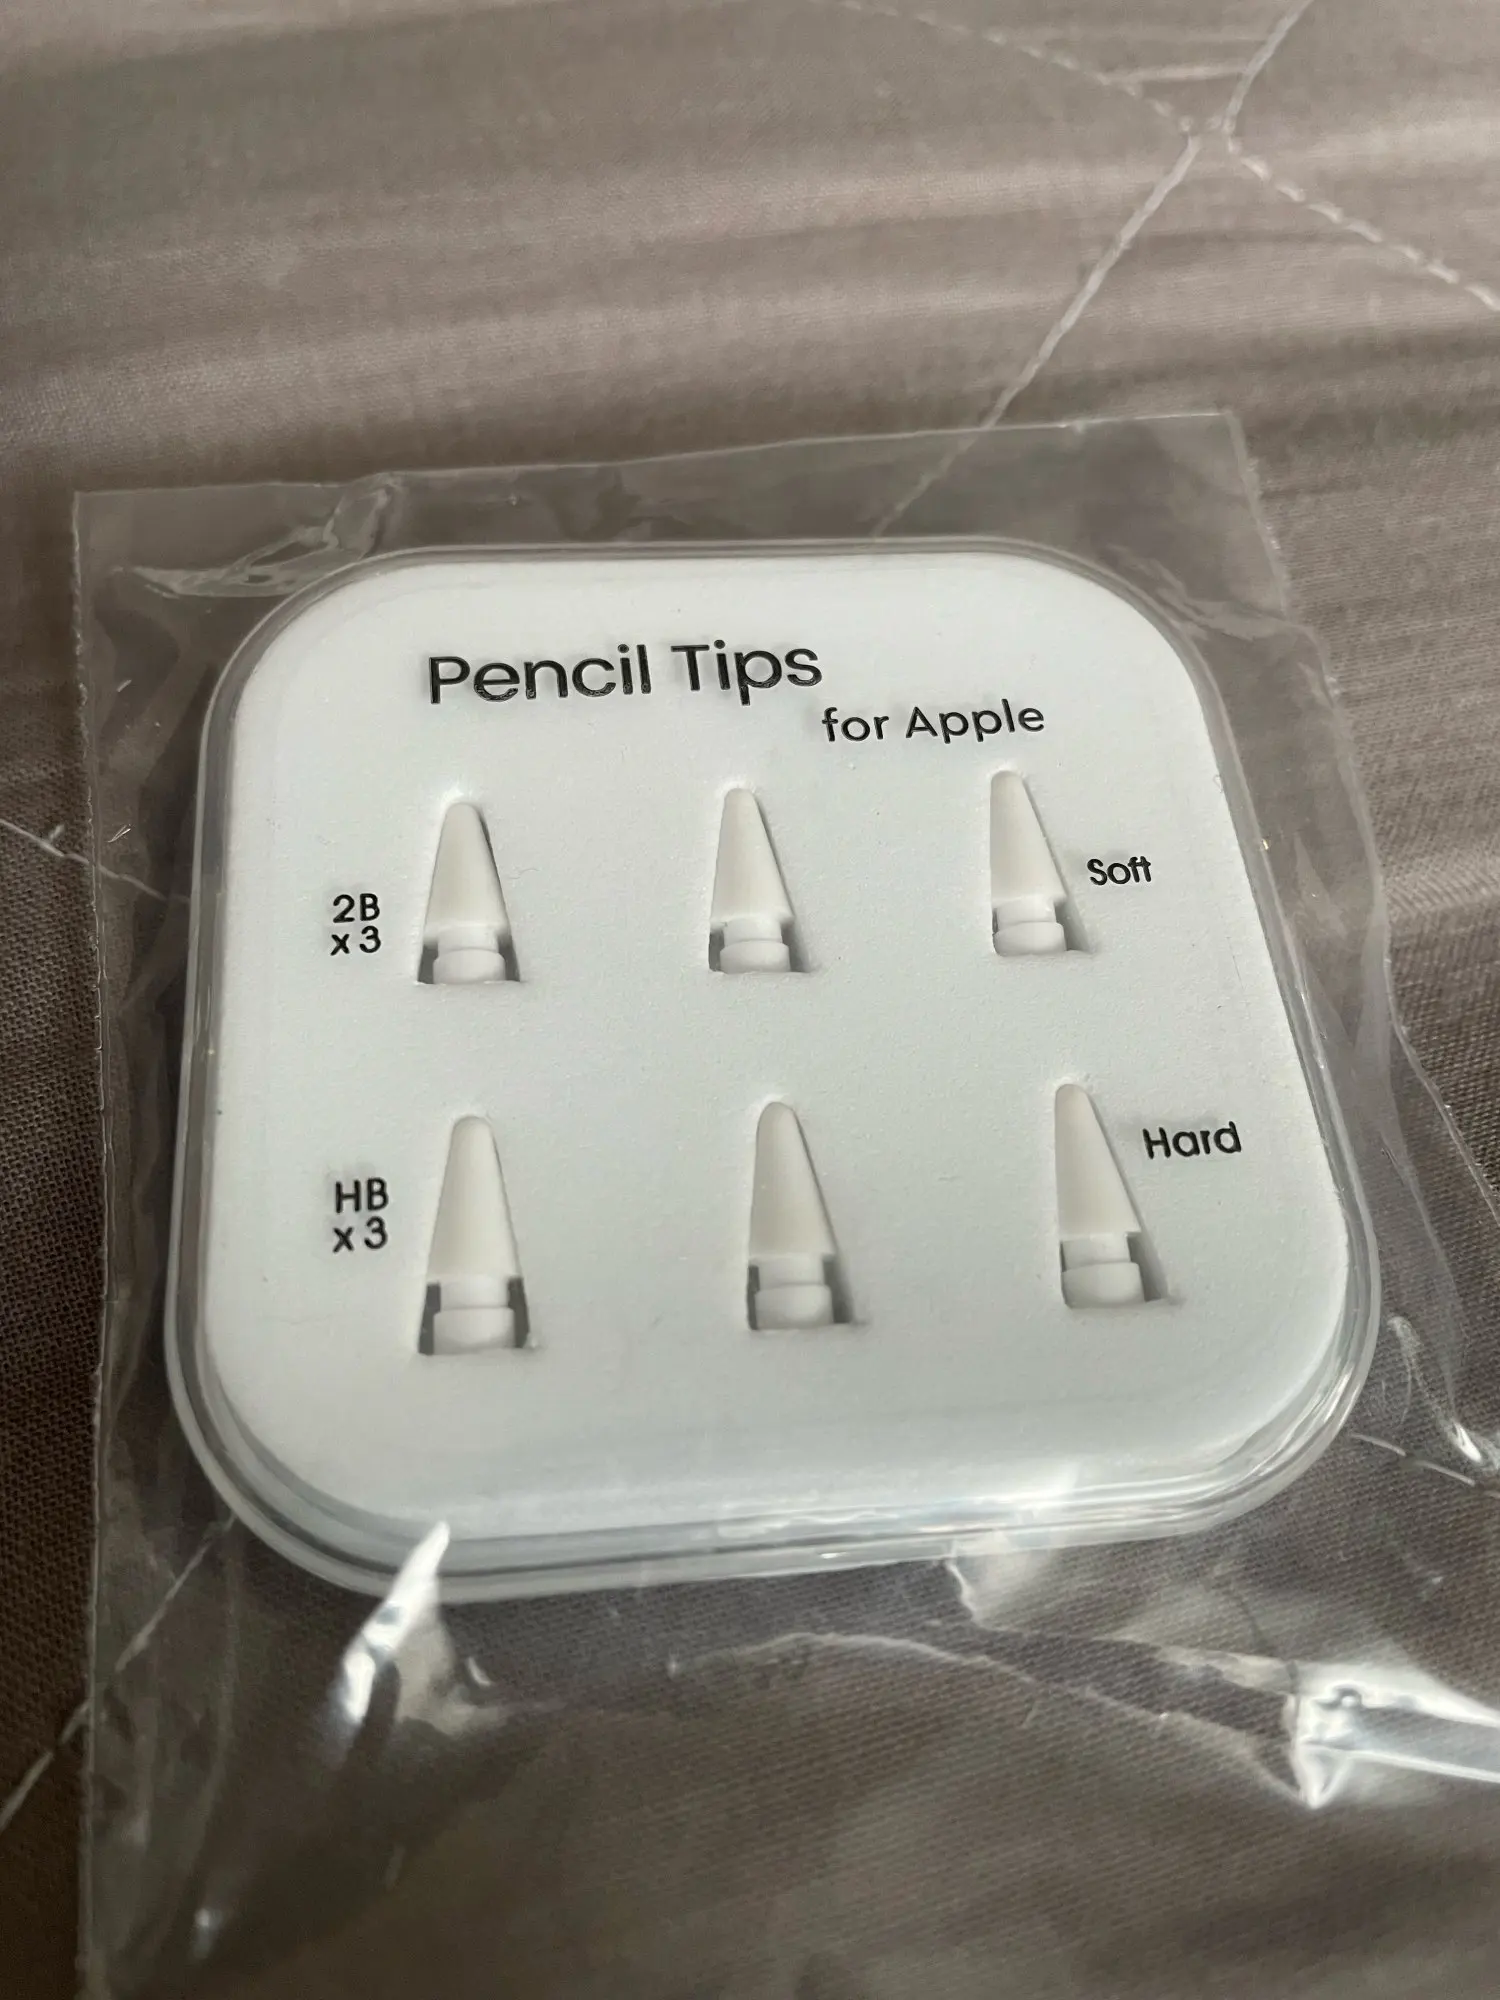 Pencil Tips
for Apple
2B
x 3
Soft
HB
x 3
Hard